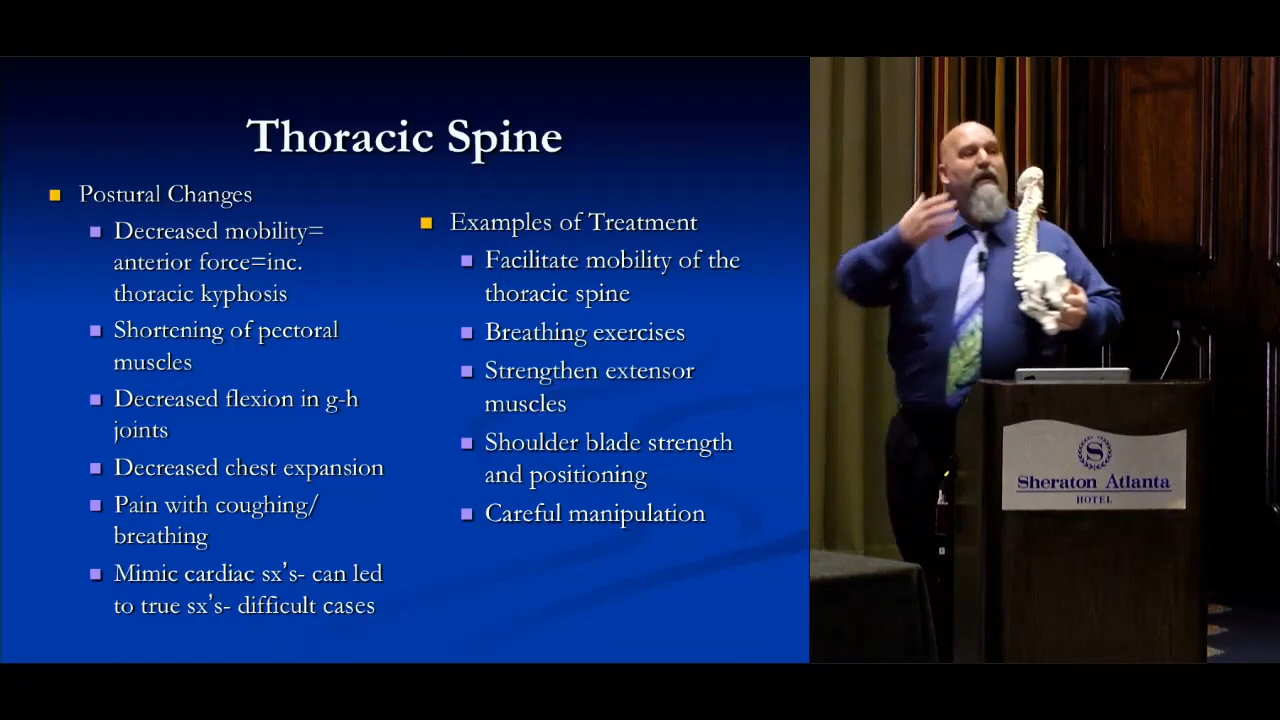 Thoracic Spine
Postural Changes
Decreased mobility=
anterior force=inc.
thoracic kyphosis
Shortening of pectoral
muscles
Decreased flexion in g-h
joints
Decreased chest expansion
Pain with coughing/
breathing
Mimic cardiac sx's- can led
to true sx's- difficult cases
Examples of Treatment
Facilitate mobility of the
thoracic spine
Breathing exercises
Strengthen extensor
muscles
Shoulder blade strength
and positioning
Careful manipulation
S
Sheraton Atlanta
HOTEL